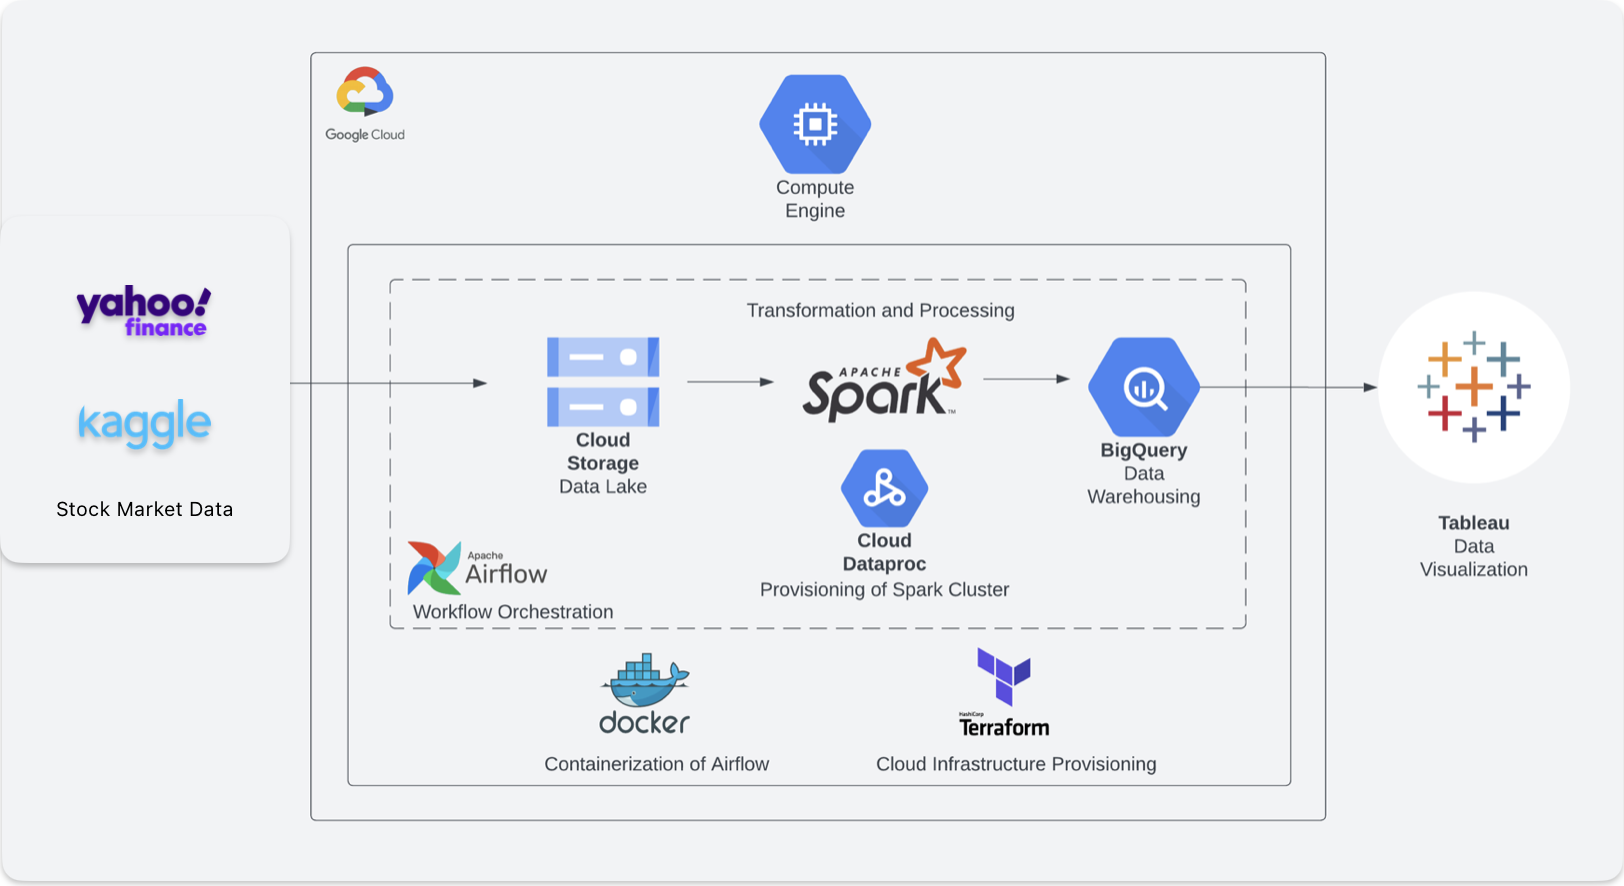 Google Cloud
Compute
Engine
yahoo!
finance
kaggle
Stock Market Data
Transformation and Processing
APACHE
Spark™
Cloud
Storage
Data Lake
Cloud
Dataproc
Provisioning of Spark Cluster
BigQuery
Data
Warehousing
Apache
Airflow
Workflow Orchestration
docker
Containerization of Airflow
HashiCorp
Terraform
Cloud Infrastructure Provisioning
Tableau
Data
Visualization